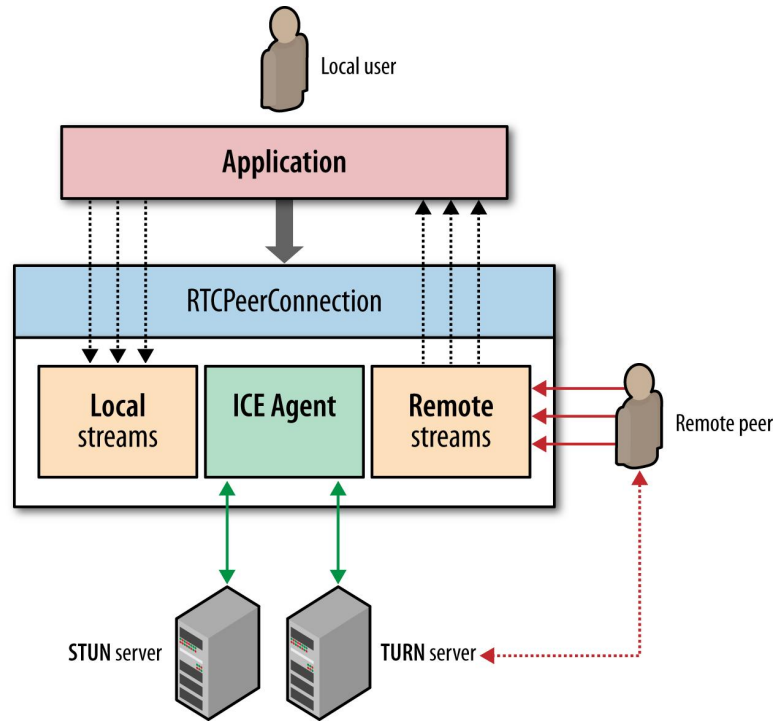 Local user
Application
RTCPeerConnection
Local
streams
ICE Agent
Remote
streams
Remote peer
STUN server
TURN server